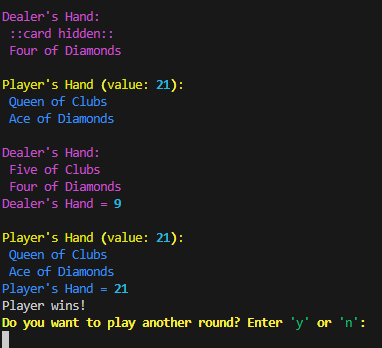 Dealer's Hand:
::card hidden::
Four of Diamonds
Player's Hand (value: 21):
Queen of Clubs
Ace of Diamonds
Dealer's Hand:
Five of Clubs
Four of Diamonds
Dealer's Hand = 9
Player's Hand (value: 21):
Queen of Clubs
Ace of Diamonds
Player's Hand = 21
Player wins!
Do you want to play another round? Enter 'y' or 'n':